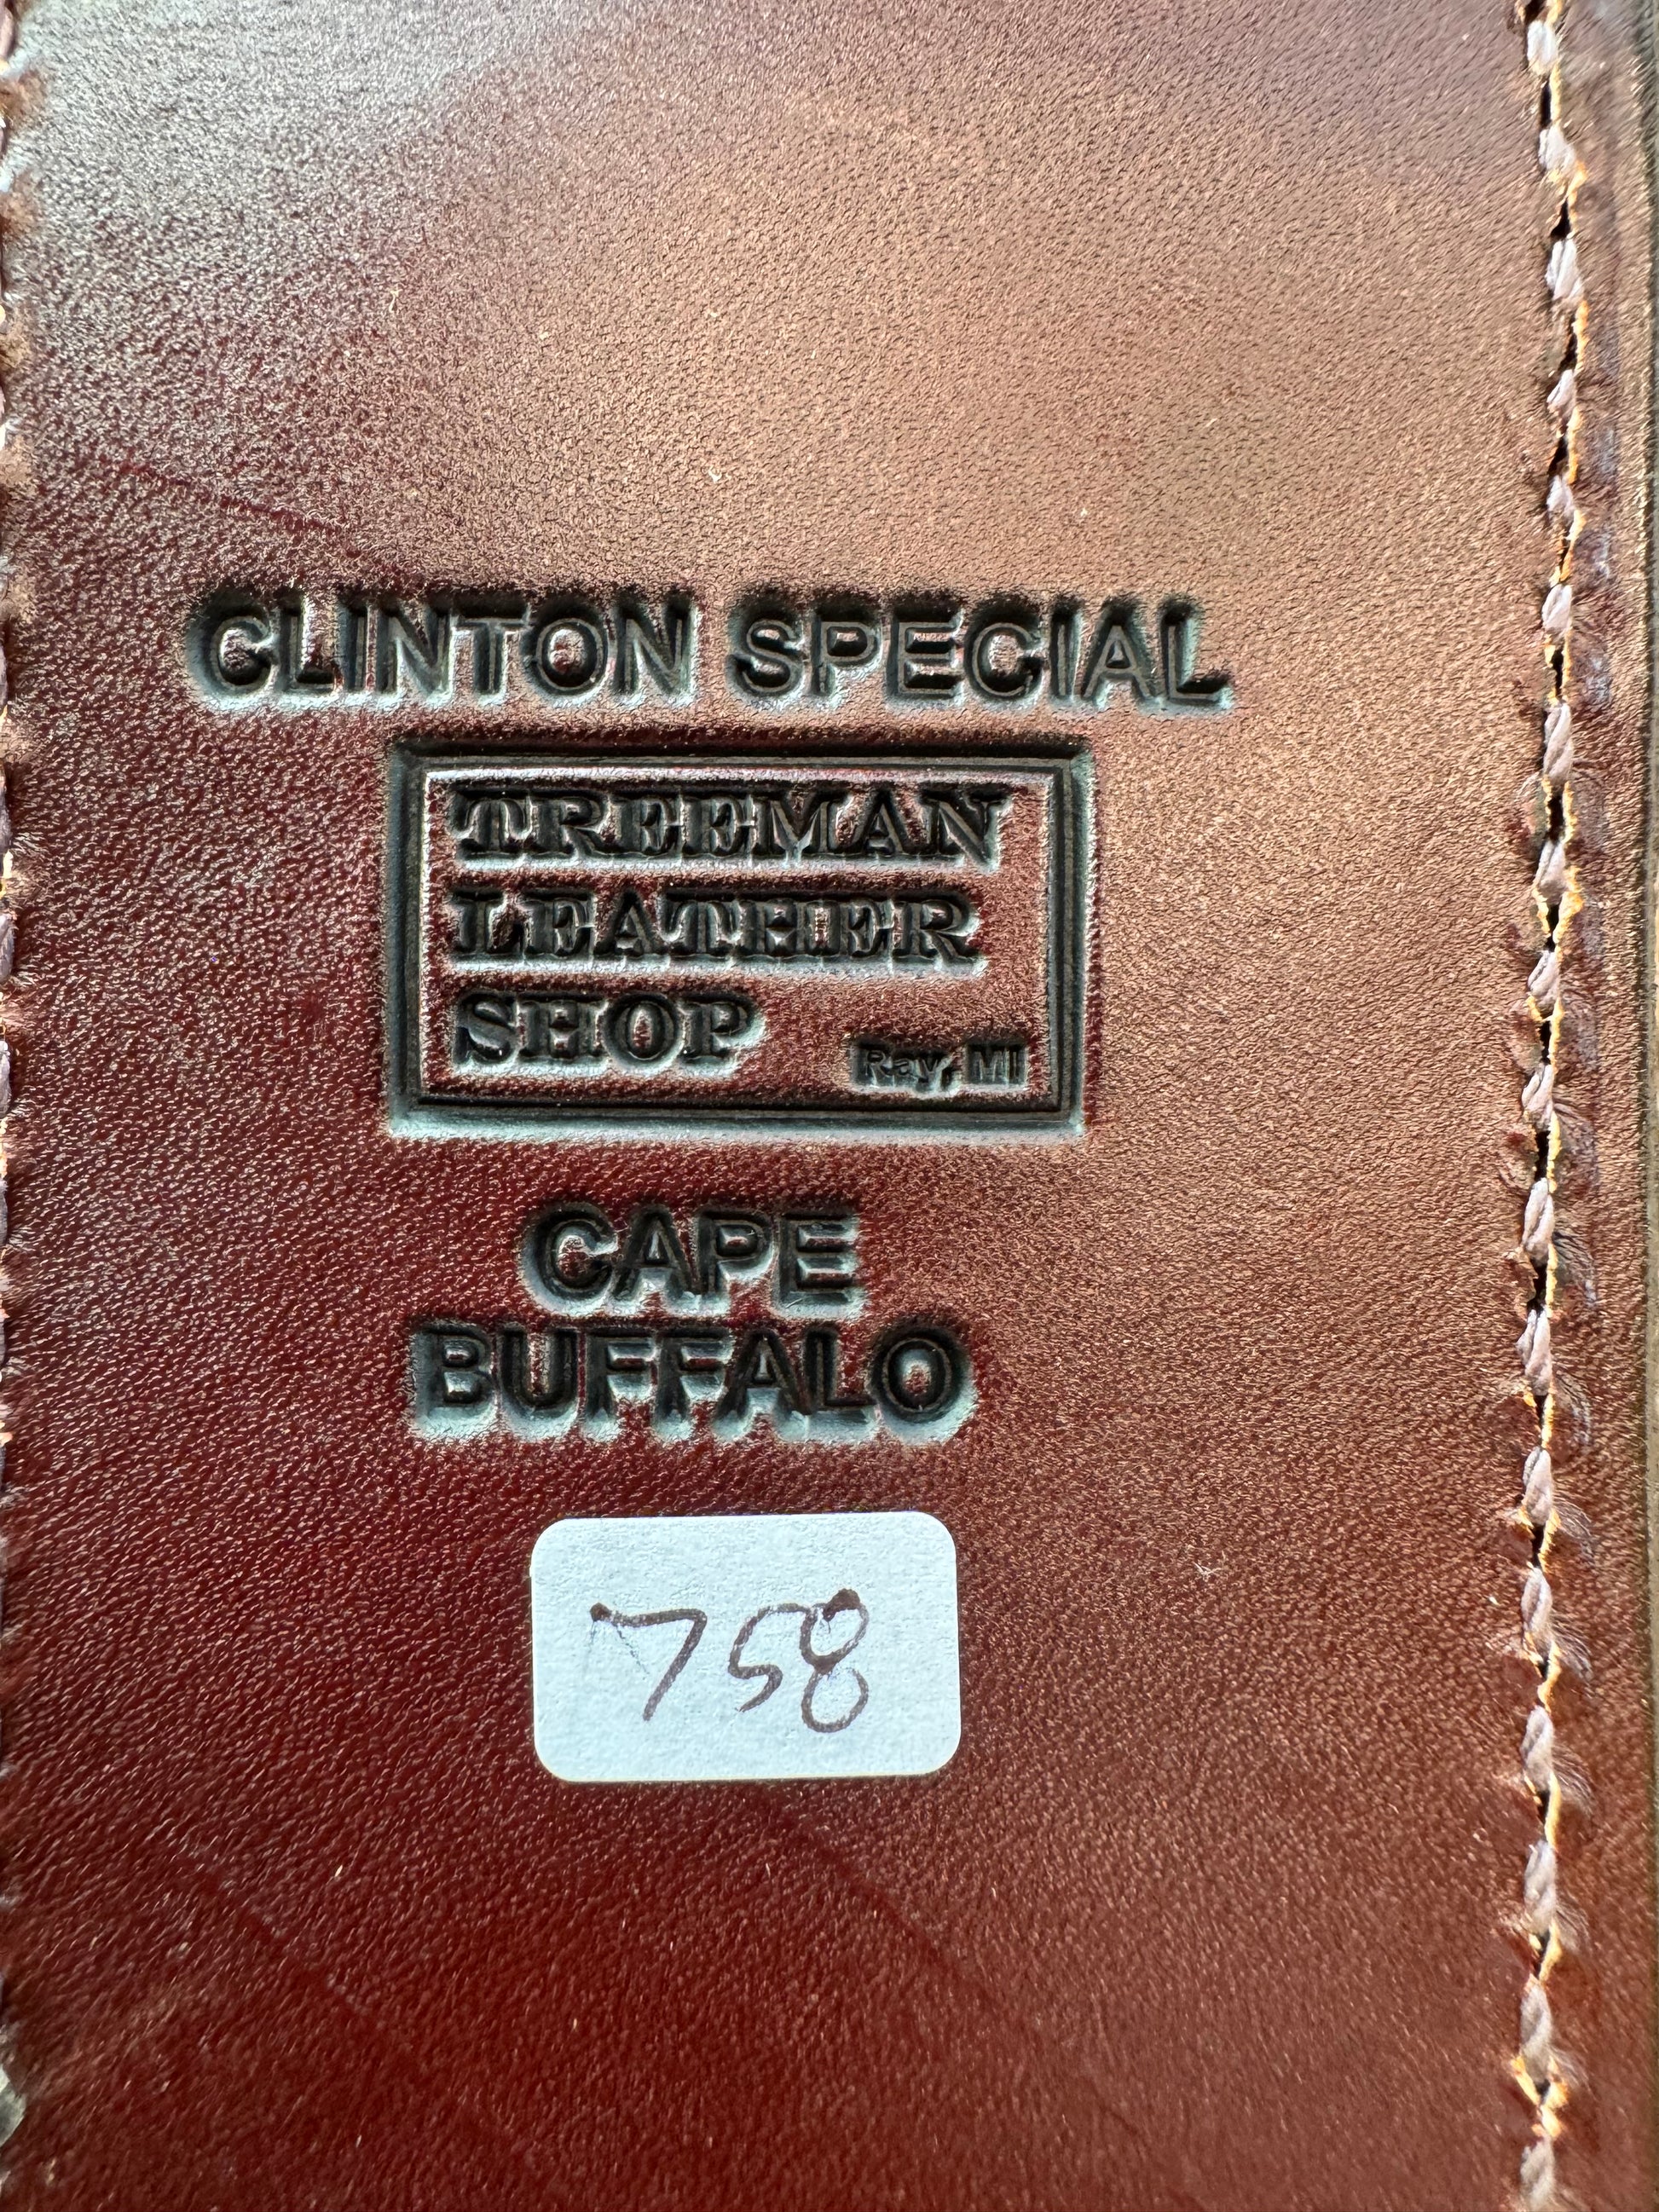 CLINTON SPECIAL
TREEMAN
LEATHER
SHOP
Ray, MI
CAPE
BUFFALO
758